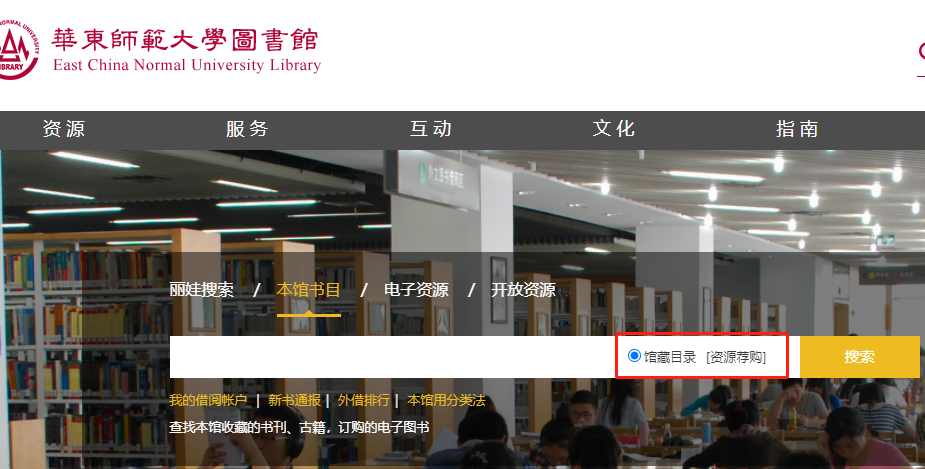 華東師範大學圖書館
East China Normal University Library
LIBRARY
资源 服务 互动 文化 指南
丽娃搜索 / 本馆书目 / 电子资源 / 开放资源
馆藏目录 [资源荐购] 搜索
我的借阅帐户 | 新书通报 | 外借排行 | 本馆用分类法
查找本馆收藏的书刊、古籍，订购的电子图书